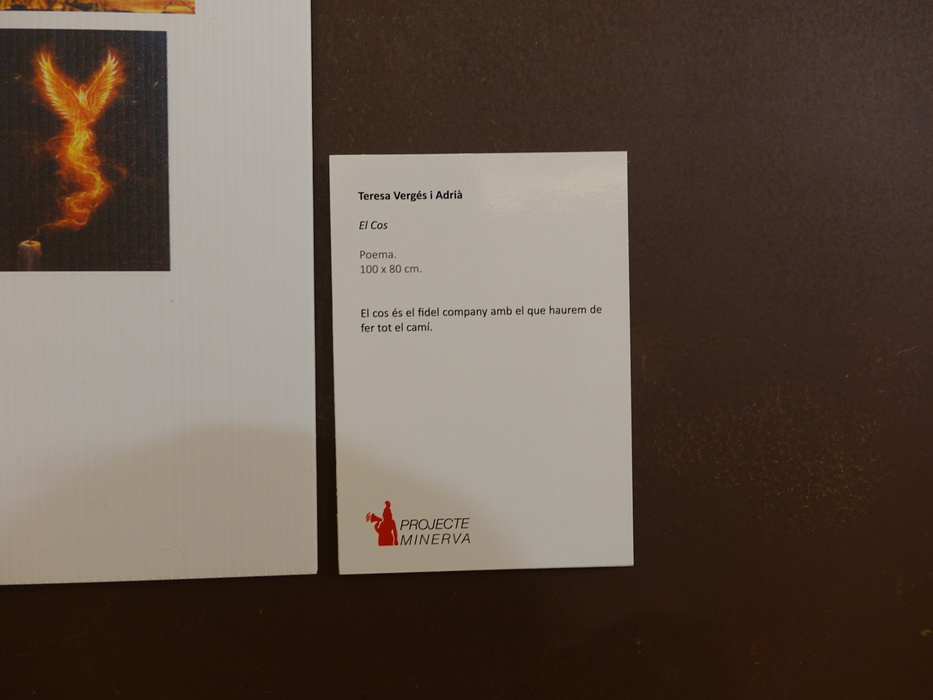 Teresa Vergés i Adrià
El Cos
Poema.
100 x 80 cm.
El cos és el fidel company amb el que haurem de
fer tot el camí.
PROJECTE
MINERVA